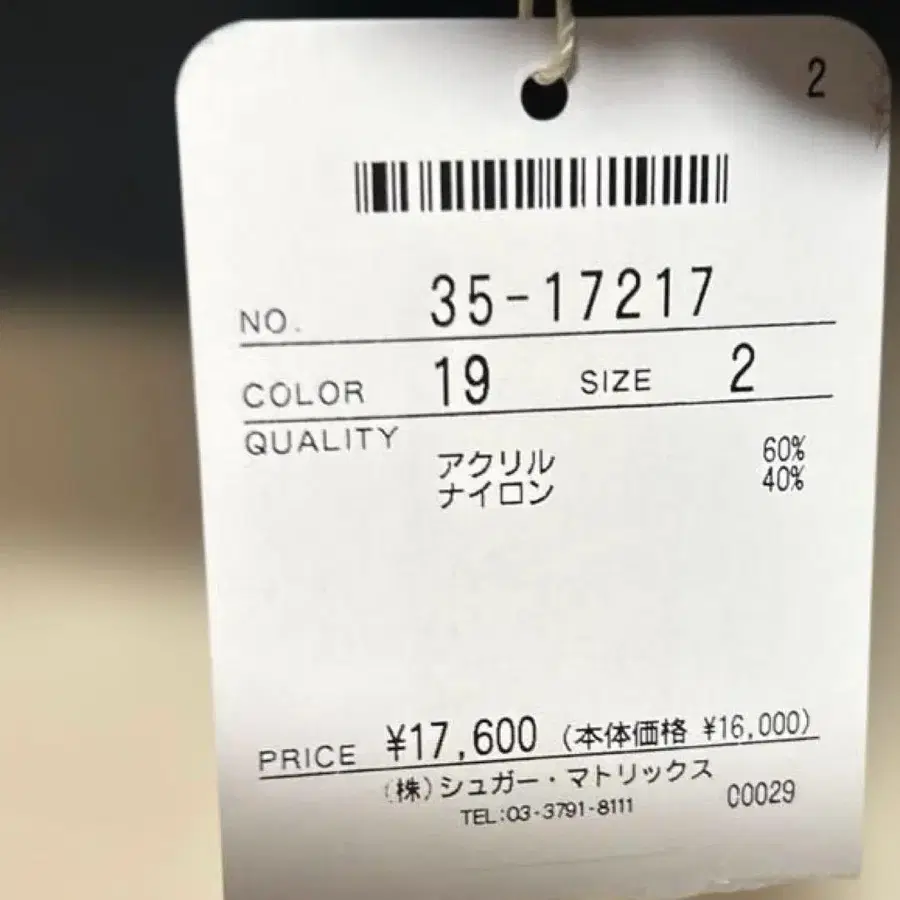 2
NO. 35-17217
COLOR 19 SIZE 2
QUALITY
アクリル 60%
ナイロン 40%
PRICE ¥17,600 (本体価格 ¥16,000)
(株)シュガー・マトリックス
TEL:03-3791-8111 C0029